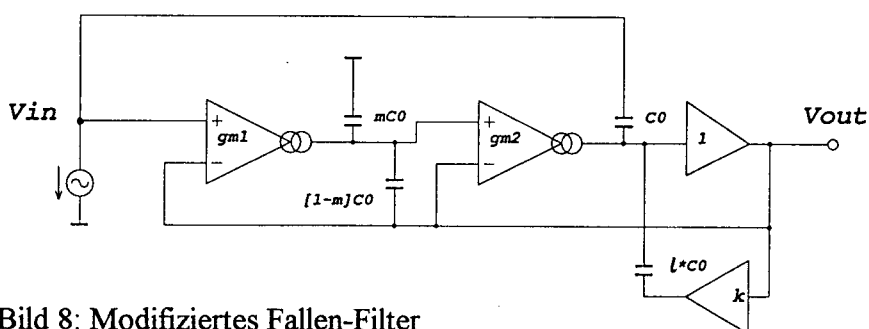 Vin
+
gm1
−
mC0
[1-m]C0
+
gm2
−
C0
1
Vout
l*C0
k
Bild 8: Modifiziertes Fallen-Filter